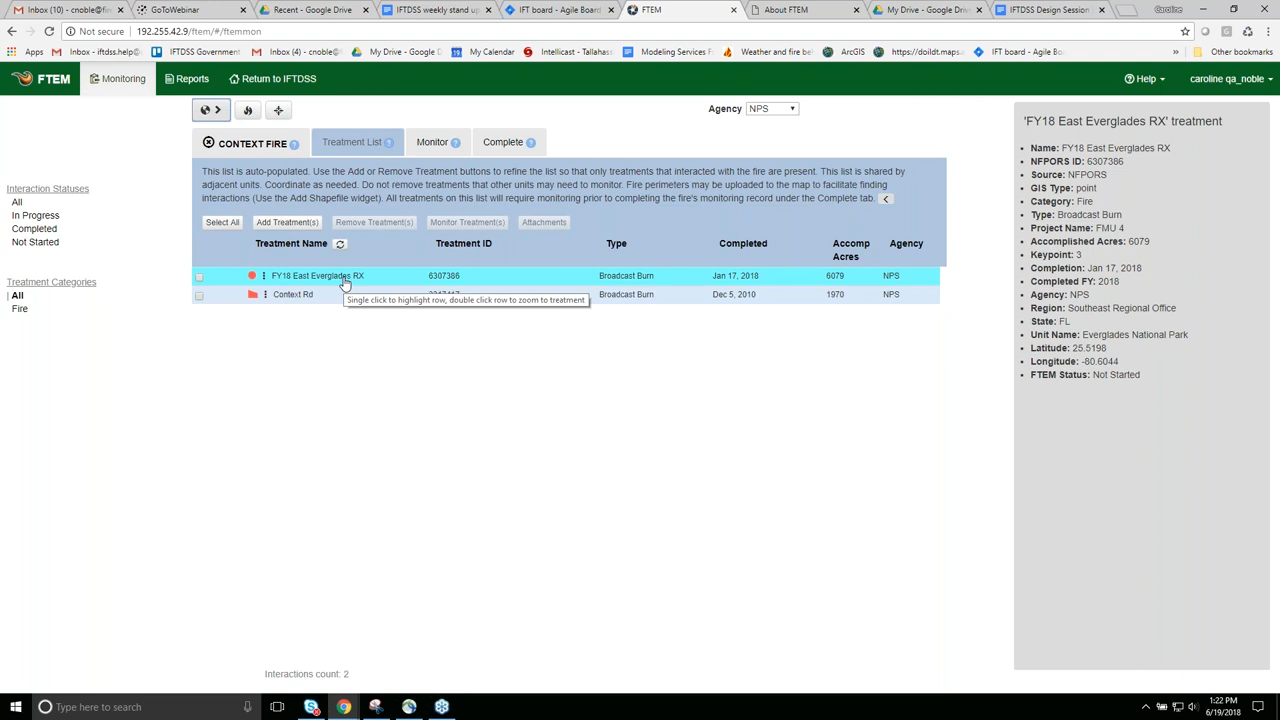 Inbox (10) - cnoble@fire
GoToWebinar
Recent - Google Drive
IFTDSS weekly stand up
IFT board - Agile Board
FTEM
About FTEM
My Drive - Google Driv
IFTDSS Design Session
Caroline
Not secure
192.255.42.9/ftem/#/ftemmon
Apps
Inbox - iftdss.help@
IFTDSS Government
Inbox (4) - cnoble@
My Drive - Google D
My Calendar
Intellicast - Tallahass
Modeling Services F
Weather and fire be
ArcGIS
https://doildt.maps.
IFT board - Agile Bo
»
Other bookmarks
FTEM
Monitoring
Reports
Return to IFTDSS
Help
caroline qa_noble
Agency
NPS
CONTEXT FIRE ?
Treatment List ?
Monitor ?
Complete ?
This list is auto-populated. Use the Add or Remove Treatment buttons to refine the list so that only treatments that interacted with the fire are present. This list is shared by
adjacent units. Coordinate as needed. Do not remove treatments that other units may need to monitor. Fire perimeters may be uploaded to the map to facilitate finding
interactions (Use the Add Shapefile widget). All treatments on this list will require monitoring prior to completing the fire's monitoring record under the Complete tab.
Select All
Add Treatment(s)
Remove Treatment(s)
Monitor Treatment(s)
Attachments
Treatment Name
Treatment ID
Type
Completed
Accomp
Acres
Agency
FY18 East Everglades RX
6307386
Broadcast Burn
Jan 17, 2018
6079
NPS
Context Rd
Broadcast Burn
Dec 5, 2010
1970
NPS
Single click to highlight row, double click row to zoom to treatment
Interactions count: 2
Interaction Statuses
All
In Progress
Completed
Not Started
Treatment Categories
All
Fire
'FY18 East Everglades RX' treatment
Name: FY18 East Everglades RX
NFPORS ID: 6307386
Source: NFPORS
GIS Type: point
Category: Fire
Type: Broadcast Burn
Project Name: FMU 4
Accomplished Acres: 6079
Keypoint: 3
Completion: Jan 17, 2018
Completed FY: 2018
Agency: NPS
Region: Southeast Regional Office
State: FL
Unit Name: Everglades National Park
Latitude: 25.5198
Longitude: -80.6044
FTEM Status: Not Started
Type here to search
1:22 PM
6/19/2018